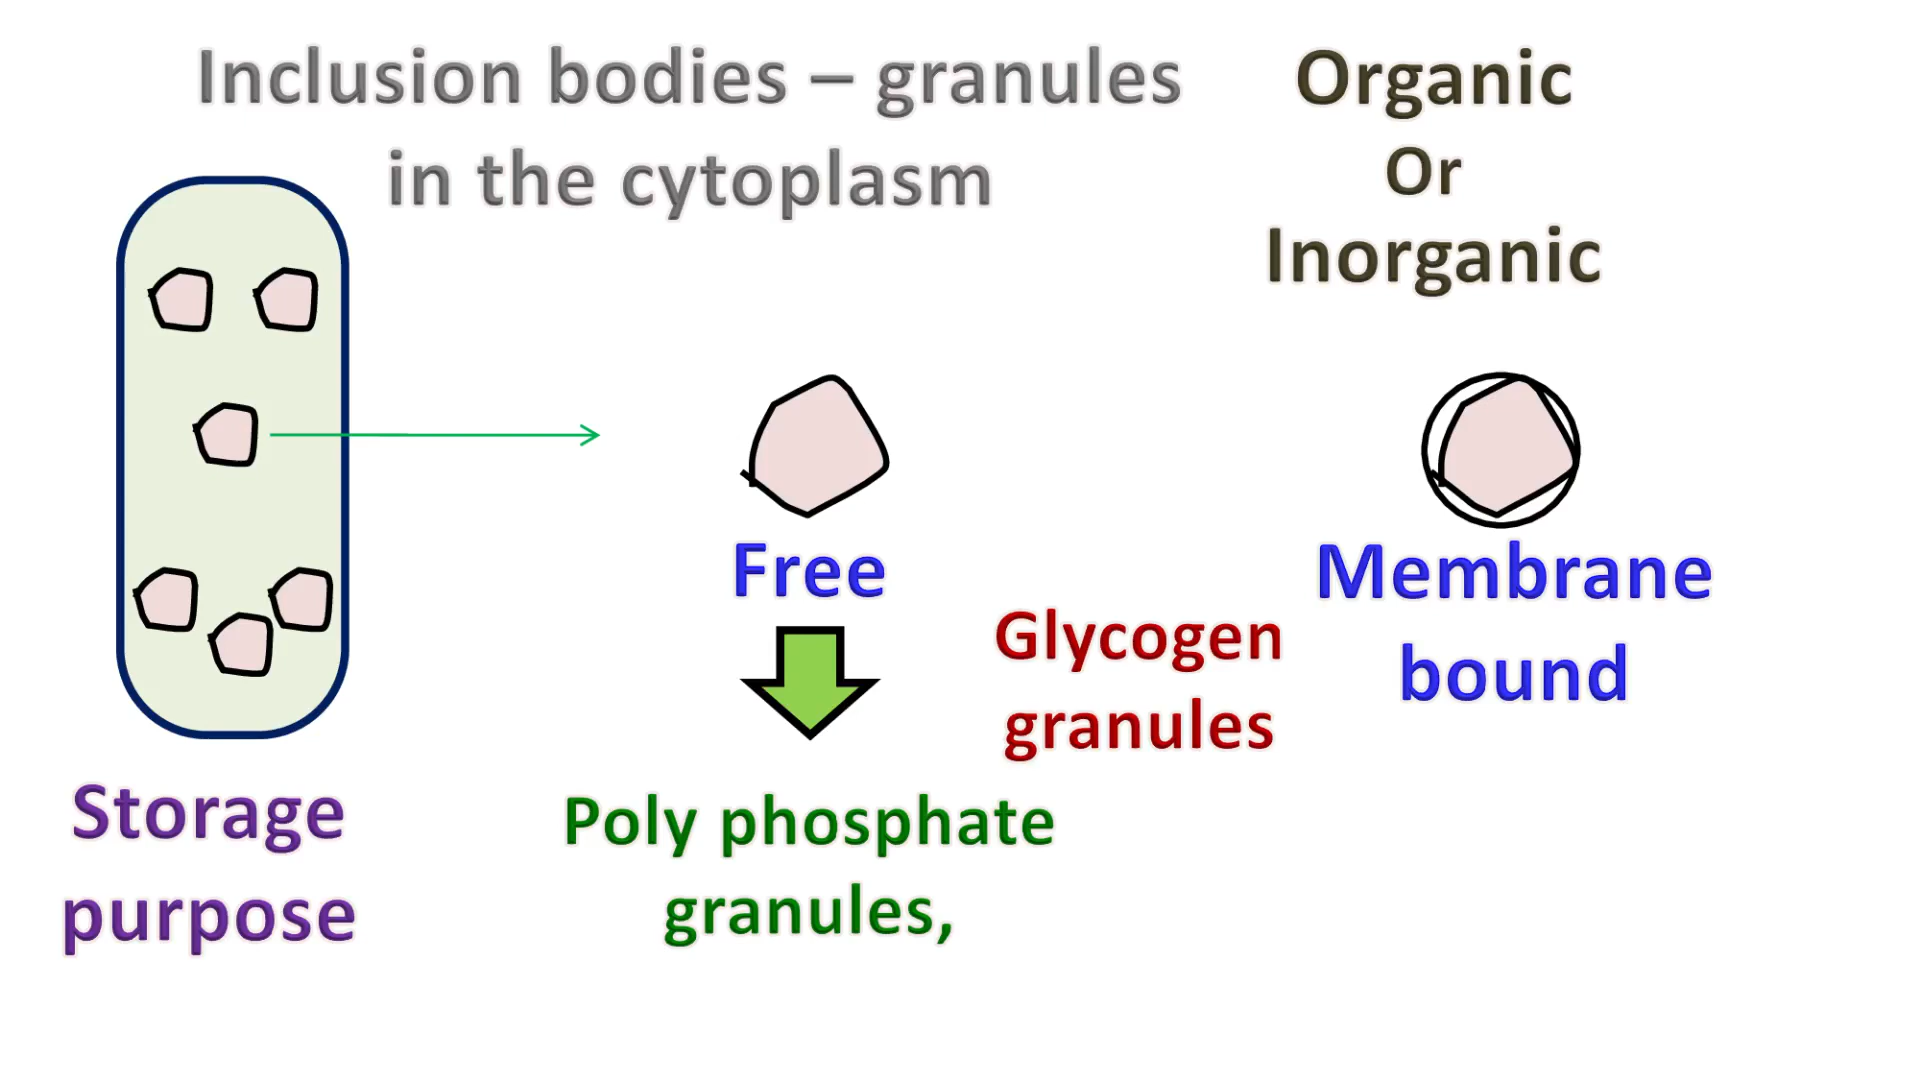 Inclusion bodies – granules
in the cytoplasm
Organic
Or
Inorganic
Free
Membrane
bound
Glycogen
granules
Storage
purpose
Poly phosphate
granules,